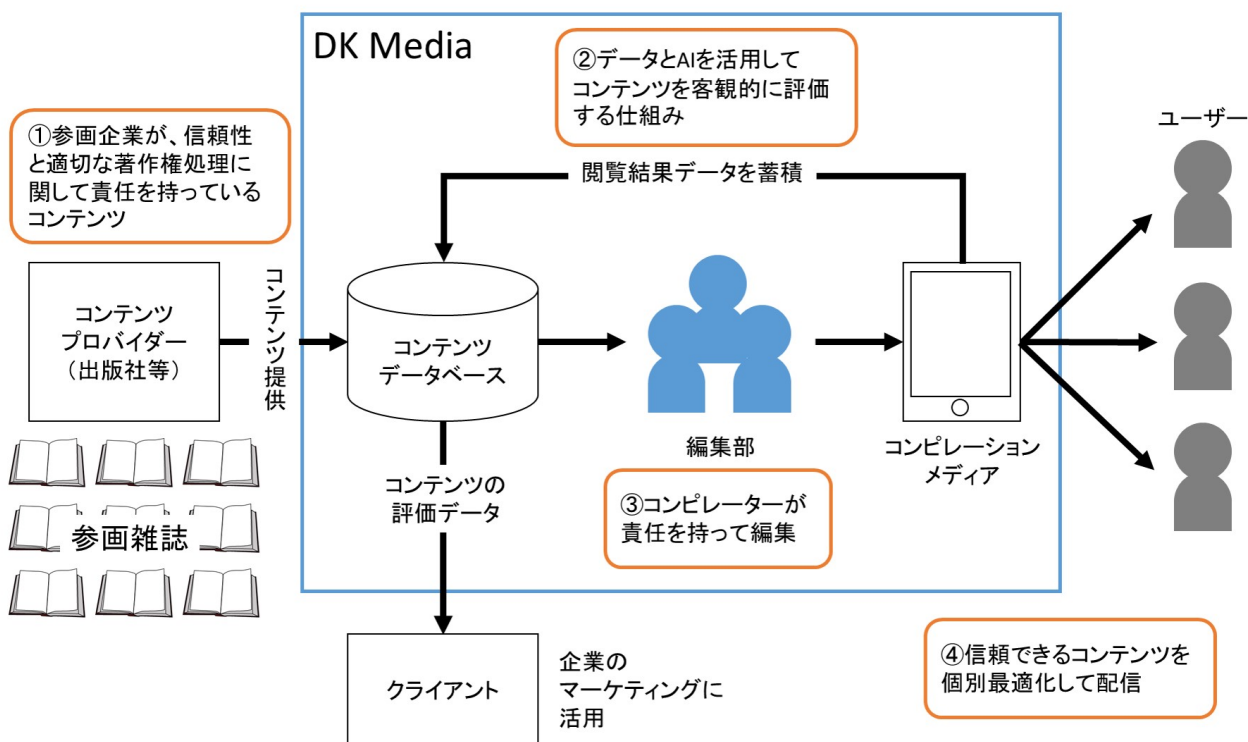 DK Media
②データとAIを活用して
コンテンツを客観的に評価
する仕組み
①参画企業が、信頼性
と適切な著作権処理に
関して責任を持っている
コンテンツ
ユーザー
閲覧結果データを蓄積
コンテンツ
プロバイダー
（出版社等）
コンテンツ提供
コンテンツ
データベース
編集部
コンピレーション
メディア
参画雑誌
コンテンツの
評価データ
③コンピレーターが
責任を持って編集
クライアント
企業の
マーケティングに
活用
④信頼できるコンテンツを
個別最適化して配信